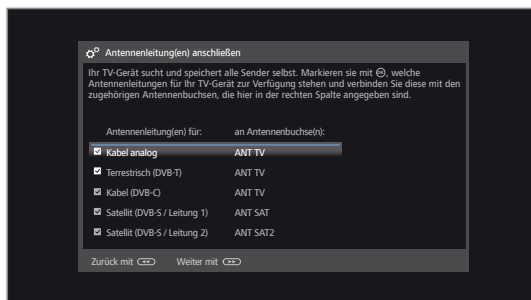 Antennenleitung(en) anschließen
Ihr TV-Gerät sucht und speichert alle Sender selbst. Markieren sie mit OK, welche
Antennenleitungen für Ihr TV-Gerät zur Verfügung stehen und verbinden Sie diese mit den
zugehörigen Antennenbuchsen, die hier in der rechten Spalte angegeben sind.
Antennenleitung(en) für: an Antennenbuchse(n):
Kabel analog ANT TV
Terrestrisch (DVB-T) ANT TV
Kabel (DVB-C) ANT TV
Satellit (DVB-S / Leitung 1) ANT SAT
Satellit (DVB-S / Leitung 2) ANT SAT2
Zurück mit Weiter mit